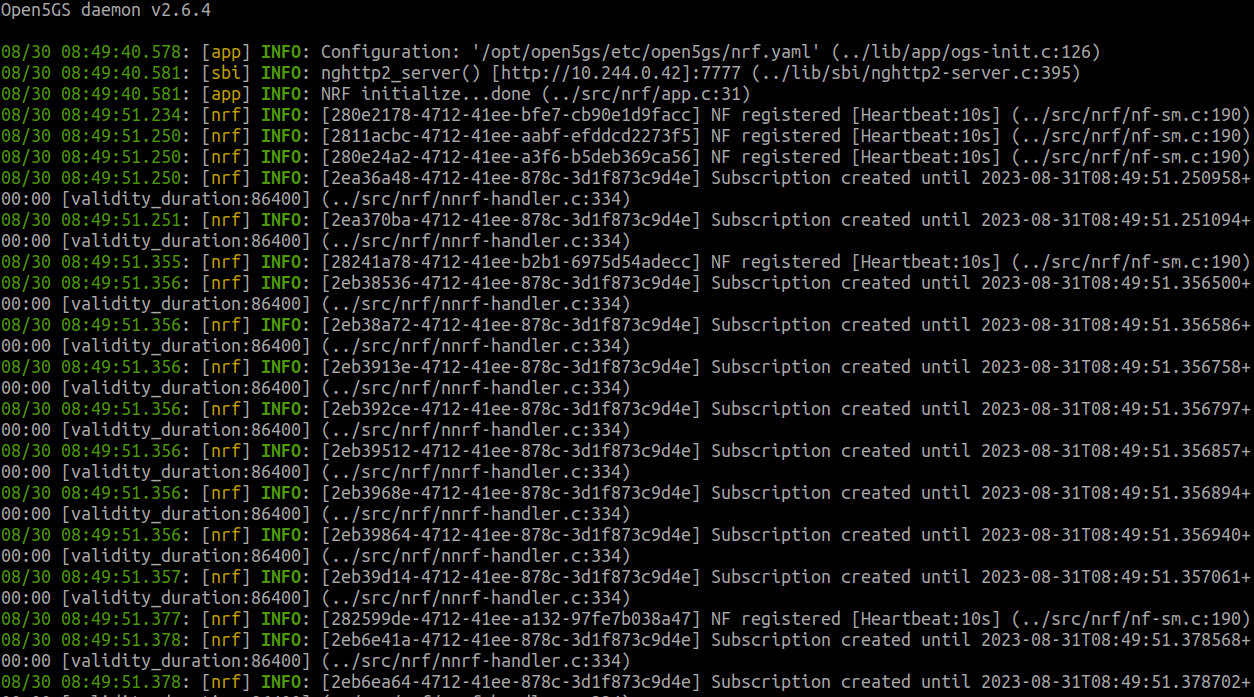 Open5GS daemon v2.6.4
08/30 08:49:40.578: [app] INFO: Configuration: '/opt/open5gs/etc/open5gs/nrf.yaml' (../lib/app/ogs-init.c:126)
08/30 08:49:40.581: [sbi] INFO: nghttp2_server() [http://10.244.0.42]:7777 (../lib/sbi/nghttp2-server.c:395)
08/30 08:49:40.581: [app] INFO: NRF initialize...done (../src/nrf/app.c:31)
08/30 08:49:51.234: [nrf] INFO: [280e2178-4712-41ee-bfe7-cb90e1d9facc] NF registered [Heartbeat:10s] (../src/nrf/nf-sm.c:190)
08/30 08:49:51.250: [nrf] INFO: [2811acbc-4712-41ee-aabf-efddcd2273f5] NF registered [Heartbeat:10s] (../src/nrf/nf-sm.c:190)
08/30 08:49:51.250: [nrf] INFO: [280e24a2-4712-41ee-a3f6-b5deb369ca56] NF registered [Heartbeat:10s] (../src/nrf/nf-sm.c:190)
08/30 08:49:51.250: [nrf] INFO: [2ea36a48-4712-41ee-878c-3d1f873c9d4e] Subscription created until 2023-08-31T08:49:51.250958+
00:00 [validity_duration:86400] (../src/nrf/nnrf-handler.c:334)
08/30 08:49:51.251: [nrf] INFO: [2ea370ba-4712-41ee-878c-3d1f873c9d4e] Subscription created until 2023-08-31T08:49:51.251094+
00:00 [validity_duration:86400] (../src/nrf/nnrf-handler.c:334)
08/30 08:49:51.355: [nrf] INFO: [28241a78-4712-41ee-b2b1-6975d54adecc] NF registered [Heartbeat:10s] (../src/nrf/nf-sm.c:190)
08/30 08:49:51.356: [nrf] INFO: [2eb38536-4712-41ee-878c-3d1f873c9d4e] Subscription created until 2023-08-31T08:49:51.356500+
00:00 [validity_duration:86400] (../src/nrf/nnrf-handler.c:334)
08/30 08:49:51.356: [nrf] INFO: [2eb38a72-4712-41ee-878c-3d1f873c9d4e] Subscription created until 2023-08-31T08:49:51.356586+
00:00 [validity_duration:86400] (../src/nrf/nnrf-handler.c:334)
08/30 08:49:51.356: [nrf] INFO: [2eb3913e-4712-41ee-878c-3d1f873c9d4e] Subscription created until 2023-08-31T08:49:51.356758+
00:00 [validity_duration:86400] (../src/nrf/nnrf-handler.c:334)
08/30 08:49:51.356: [nrf] INFO: [2eb392ce-4712-41ee-878c-3d1f873c9d4e] Subscription created until 2023-08-31T08:49:51.356797+
00:00 [validity_duration:86400] (../src/nrf/nnrf-handler.c:334)
08/30 08:49:51.356: [nrf] INFO: [2eb39512-4712-41ee-878c-3d1f873c9d4e] Subscription created until 2023-08-31T08:49:51.356857+
00:00 [validity_duration:86400] (../src/nrf/nnrf-handler.c:334)
08/30 08:49:51.356: [nrf] INFO: [2eb3968e-4712-41ee-878c-3d1f873c9d4e] Subscription created until 2023-08-31T08:49:51.356894+
00:00 [validity_duration:86400] (../src/nrf/nnrf-handler.c:334)
08/30 08:49:51.356: [nrf] INFO: [2eb39864-4712-41ee-878c-3d1f873c9d4e] Subscription created until 2023-08-31T08:49:51.356940+
00:00 [validity_duration:86400] (../src/nrf/nnrf-handler.c:334)
08/30 08:49:51.357: [nrf] INFO: [2eb39d14-4712-41ee-878c-3d1f873c9d4e] Subscription created until 2023-08-31T08:49:51.357061+
00:00 [validity_duration:86400] (../src/nrf/nnrf-handler.c:334)
08/30 08:49:51.377: [nrf] INFO: [282599de-4712-41ee-a132-97fe7b038a47] NF registered [Heartbeat:10s] (../src/nrf/nf-sm.c:190)
08/30 08:49:51.378: [nrf] INFO: [2eb6e41a-4712-41ee-878c-3d1f873c9d4e] Subscription created until 2023-08-31T08:49:51.378568+
00:00 [validity_duration:86400] (../src/nrf/nnrf-handler.c:334)
08/30 08:49:51.378: [nrf] INFO: [2eb6ea64-4712-41ee-878c-3d1f873c9d4e] Subscription created until 2023-08-31T08:49:51.378702+